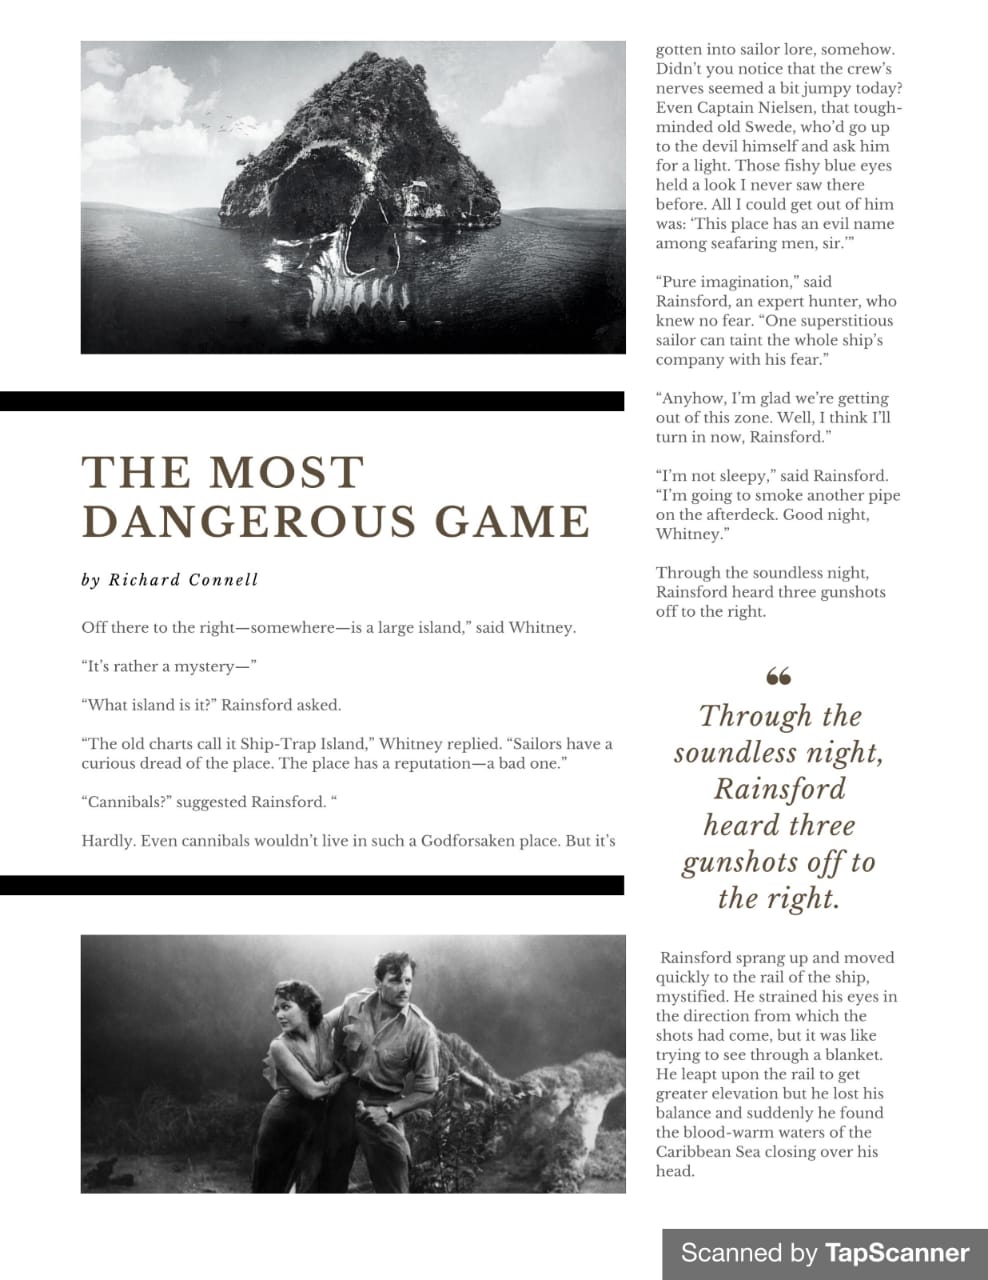 THE MOST
DANGEROUS GAME
by Richard Connell
Off there to the right—somewhere—is a large island,” said Whitney.
“It’s rather a mystery—”
“What island is it?” Rainsford asked.
“The old charts call it Ship-Trap Island,” Whitney replied. “Sailors have a
curious dread of the place. The place has a reputation—a bad one.”
“Cannibals?” suggested Rainsford. “
Hardly. Even cannibals wouldn’t live in such a Godforsaken place. But it’s
gotten into sailor lore, somehow.
Didn’t you notice that the crew’s
nerves seemed a bit jumpy today?
Even Captain Nielsen, that tough-
minded old Swede, who’d go up
to the devil himself and ask him
for a light. Those fishy blue eyes
held a look I never saw there
before. All I could get out of him
was: ‘This place has an evil name
among seafaring men, sir.’”
“Pure imagination,” said
Rainsford, an expert hunter, who
knew no fear. “One superstitious
sailor can taint the whole ship’s
company with his fear.”
“Anyhow, I’m glad we’re getting
out of this zone. Well, I think I’ll
turn in now, Rainsford.”
“I’m not sleepy,” said Rainsford.
“I’m going to smoke another pipe
on the afterdeck. Good night,
Whitney.”
Through the soundless night,
Rainsford heard three gunshots
off to the right.
“
Through the
soundless night,
Rainsford
heard three
gunshots off to
the right.
Rainsford sprang up and moved
quickly to the rail of the ship,
mystified. He strained his eyes in
the direction from which the
shots had come, but it was like
trying to see through a blanket.
He leapt upon the rail to get
greater elevation but he lost his
balance and suddenly he found
the blood-warm waters of the
Caribbean Sea closing over his
head.
Scanned by TapScanner